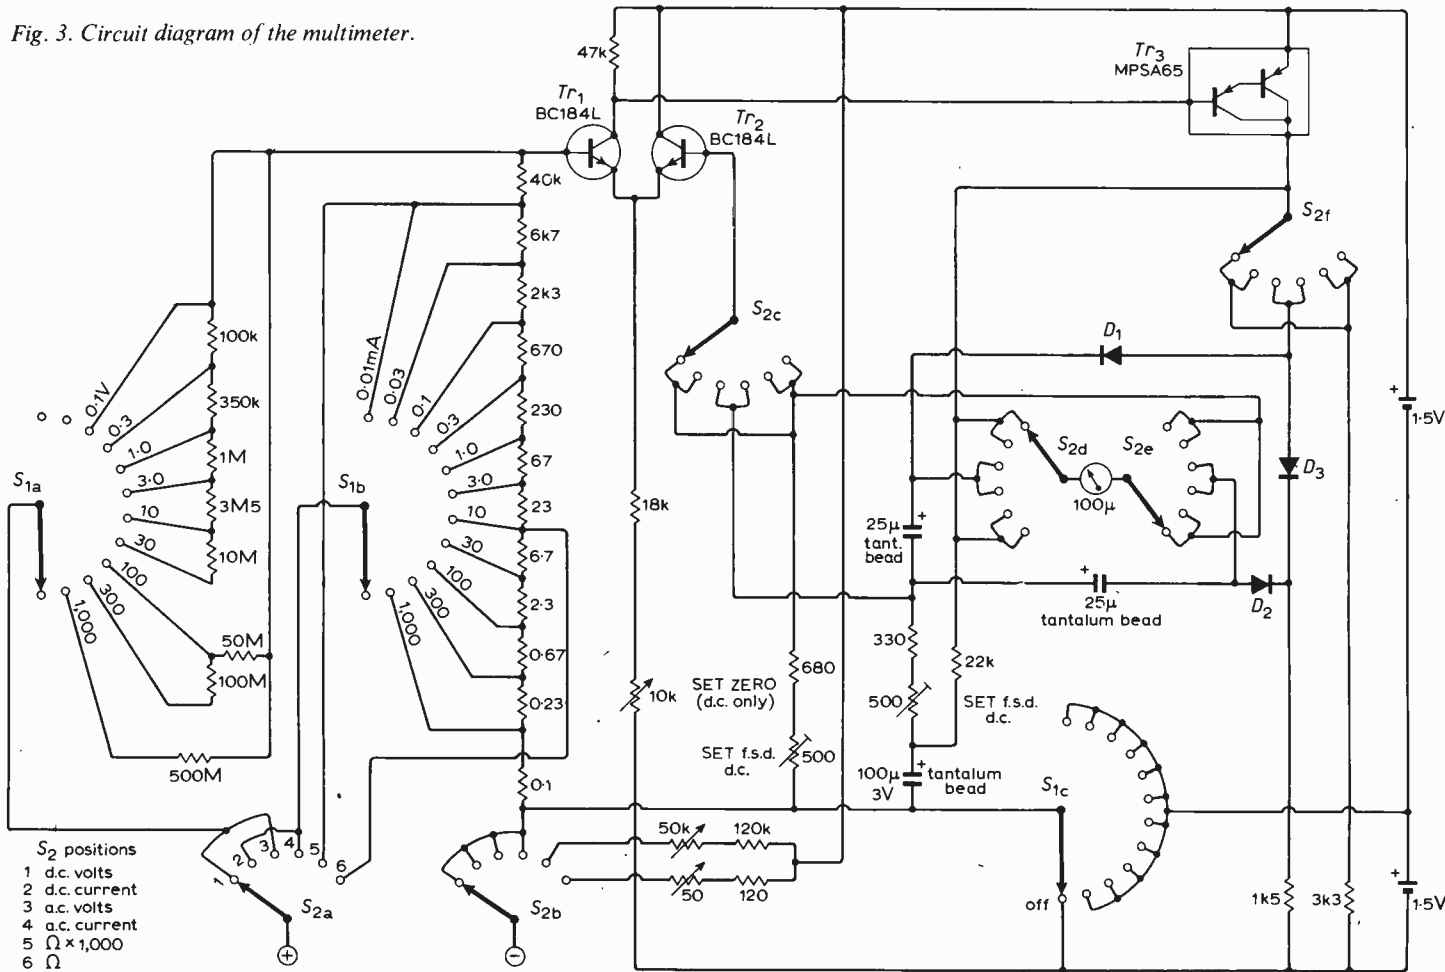 Fig. 3. Circuit diagram of the multimeter.
47k
Tr1
BC184L
Tr2
BC184L
Tr3
MPSA65
40k
6k7
2k3
670
230
67
23
6·7
2·3
0·67
0·23
0·1
S2f
S2c
D1
D3
1·5V
+
100k
350k
1M
3M5
10M
50M
100M
500M
0·1V
0·3
1·0
3·0
10
30
100
300
1,000
S1a
0·01mA
0·03
0·1
0·3
1·0
3·0
10
30
100
300
1,000
S1b
18k
10k
SET ZERO
(d.c. only)
680
SET f.s.d.
d.c.
500
S2d
S2e
100μ
25μ
+
tant.
bead
+
25μ
tantalum bead
D2
330
500
22k
SET f.s.d.
d.c.
100μ
3V
+
tantalum
bead
S1c
off
1k5
3k3
+
1·5V
50k
120k
50
120
S2 positions
1 d.c. volts
2 d.c. current
3 a.c. volts
4 a.c. current
5 Ω × 1,000
6 Ω
1
2
3
4
5
6
S2a
+
S2b
−